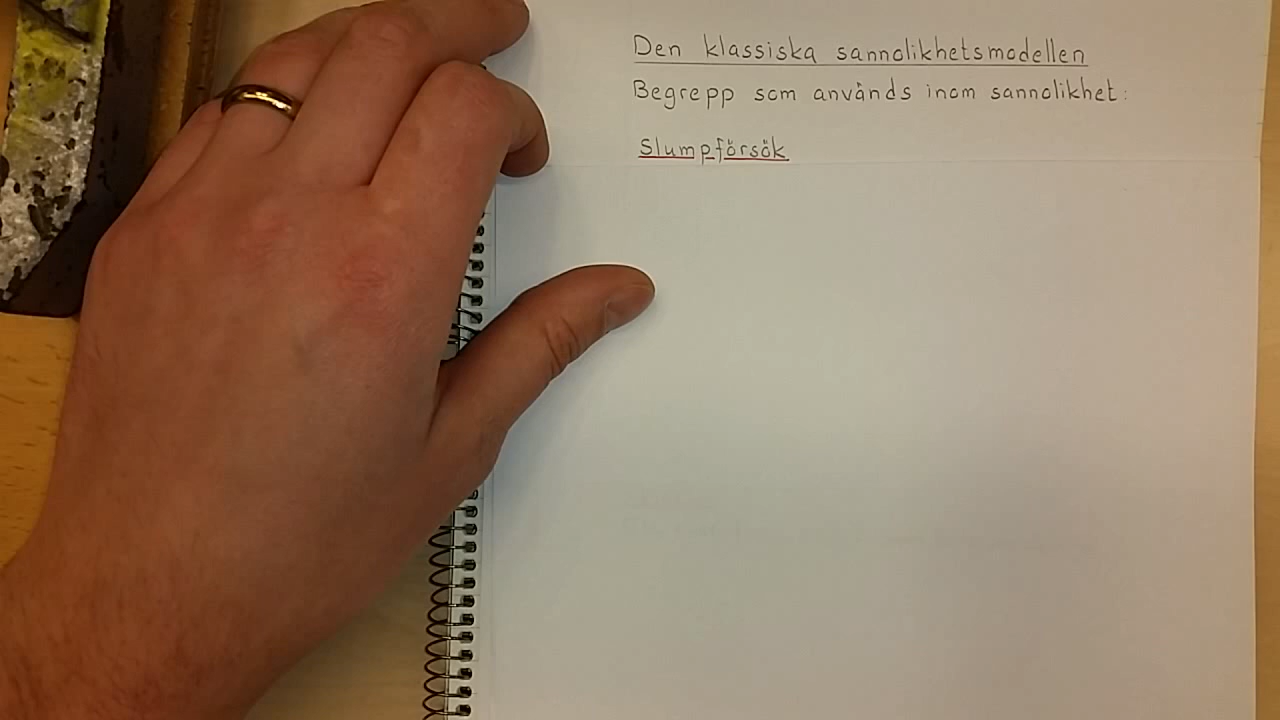 Den klassiska sannolikhetsmodellen
Begrepp som används inom sannolikhet:
Slumpförsök